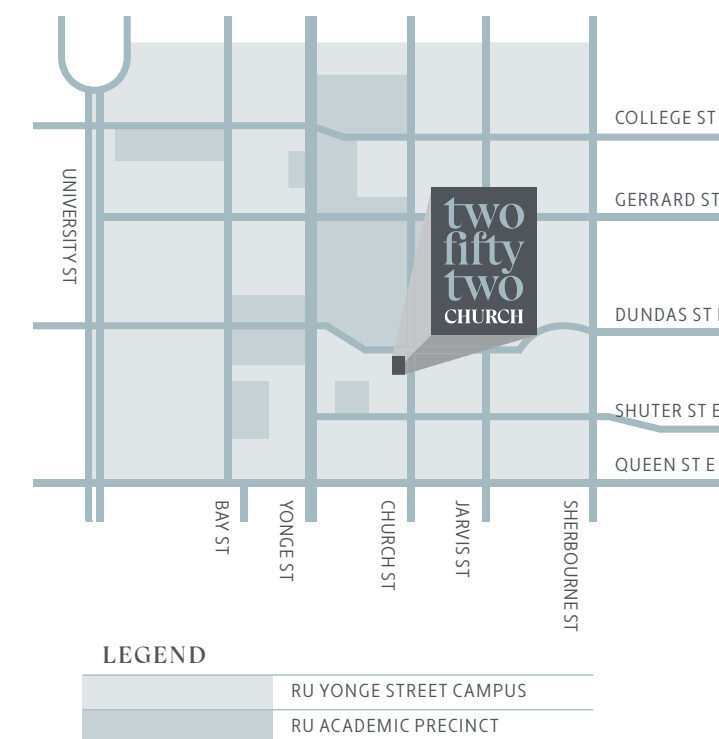 COLLEGE ST
UNIVERSITY ST
GERRARD ST
two
fifty
two
CHURCH
DUNDAS ST
SHUTER ST E
QUEEN ST E
BAY ST
YONGE ST
CHURCH ST
JARVIS ST
SHERBOURNE ST
LEGEND
RU YONGE STREET CAMPUS
RU ACADEMIC PRECINCT